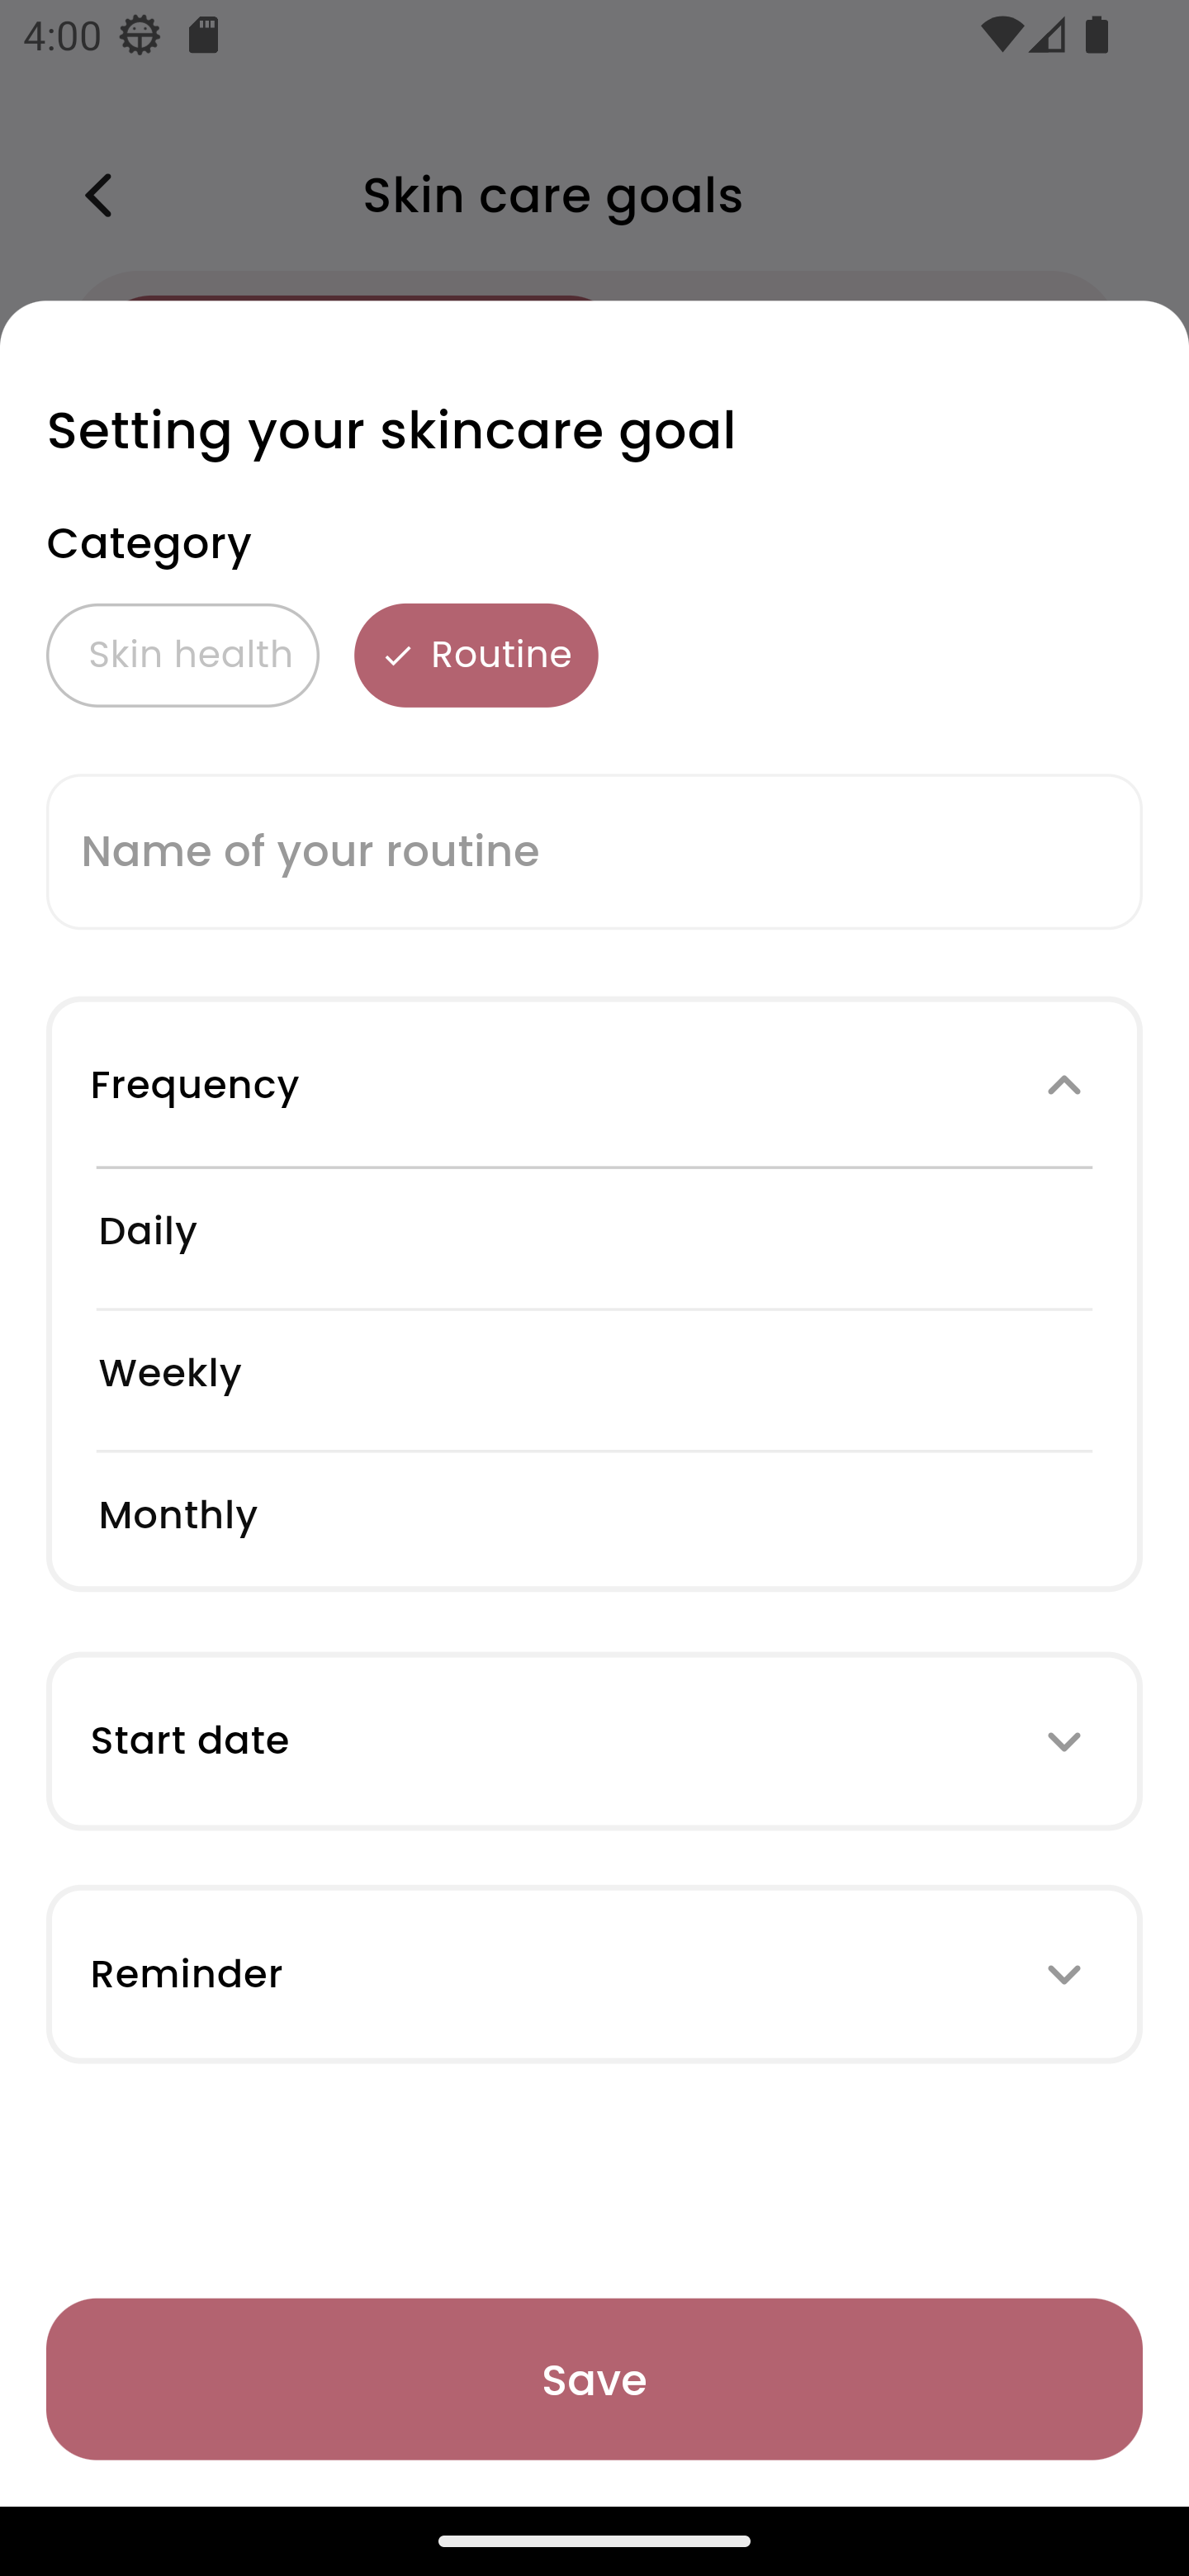 4:00
Skin care goals
Setting your skincare goal
Category
Skin health
Routine
Name of your routine
Frequency
Daily
Weekly
Monthly
Start date
Reminder
Save